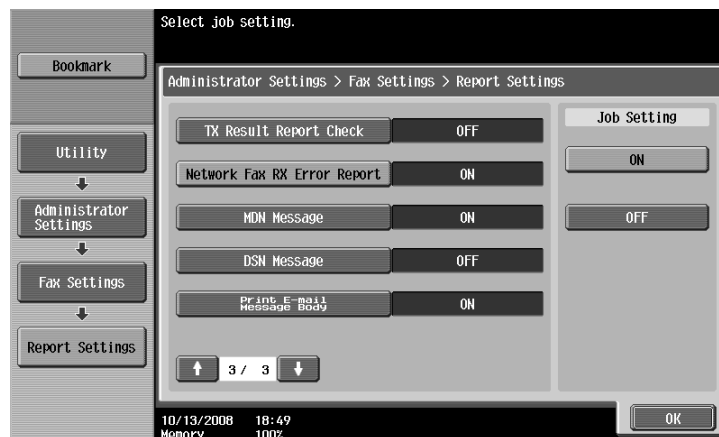 Select job setting.
Bookmark
Administrator Settings > Fax Settings > Report Settings
Utility
Administrator
Settings
Fax Settings
Report Settings
TX Result Report Check
OFF
Network Fax RX Error Report
ON
MDN Message
ON
DSN Message
OFF
Print E-mail
Message Body
ON
3/ 3
Job Setting
ON
OFF
10/13/2008 18:49
Memory 100%
OK